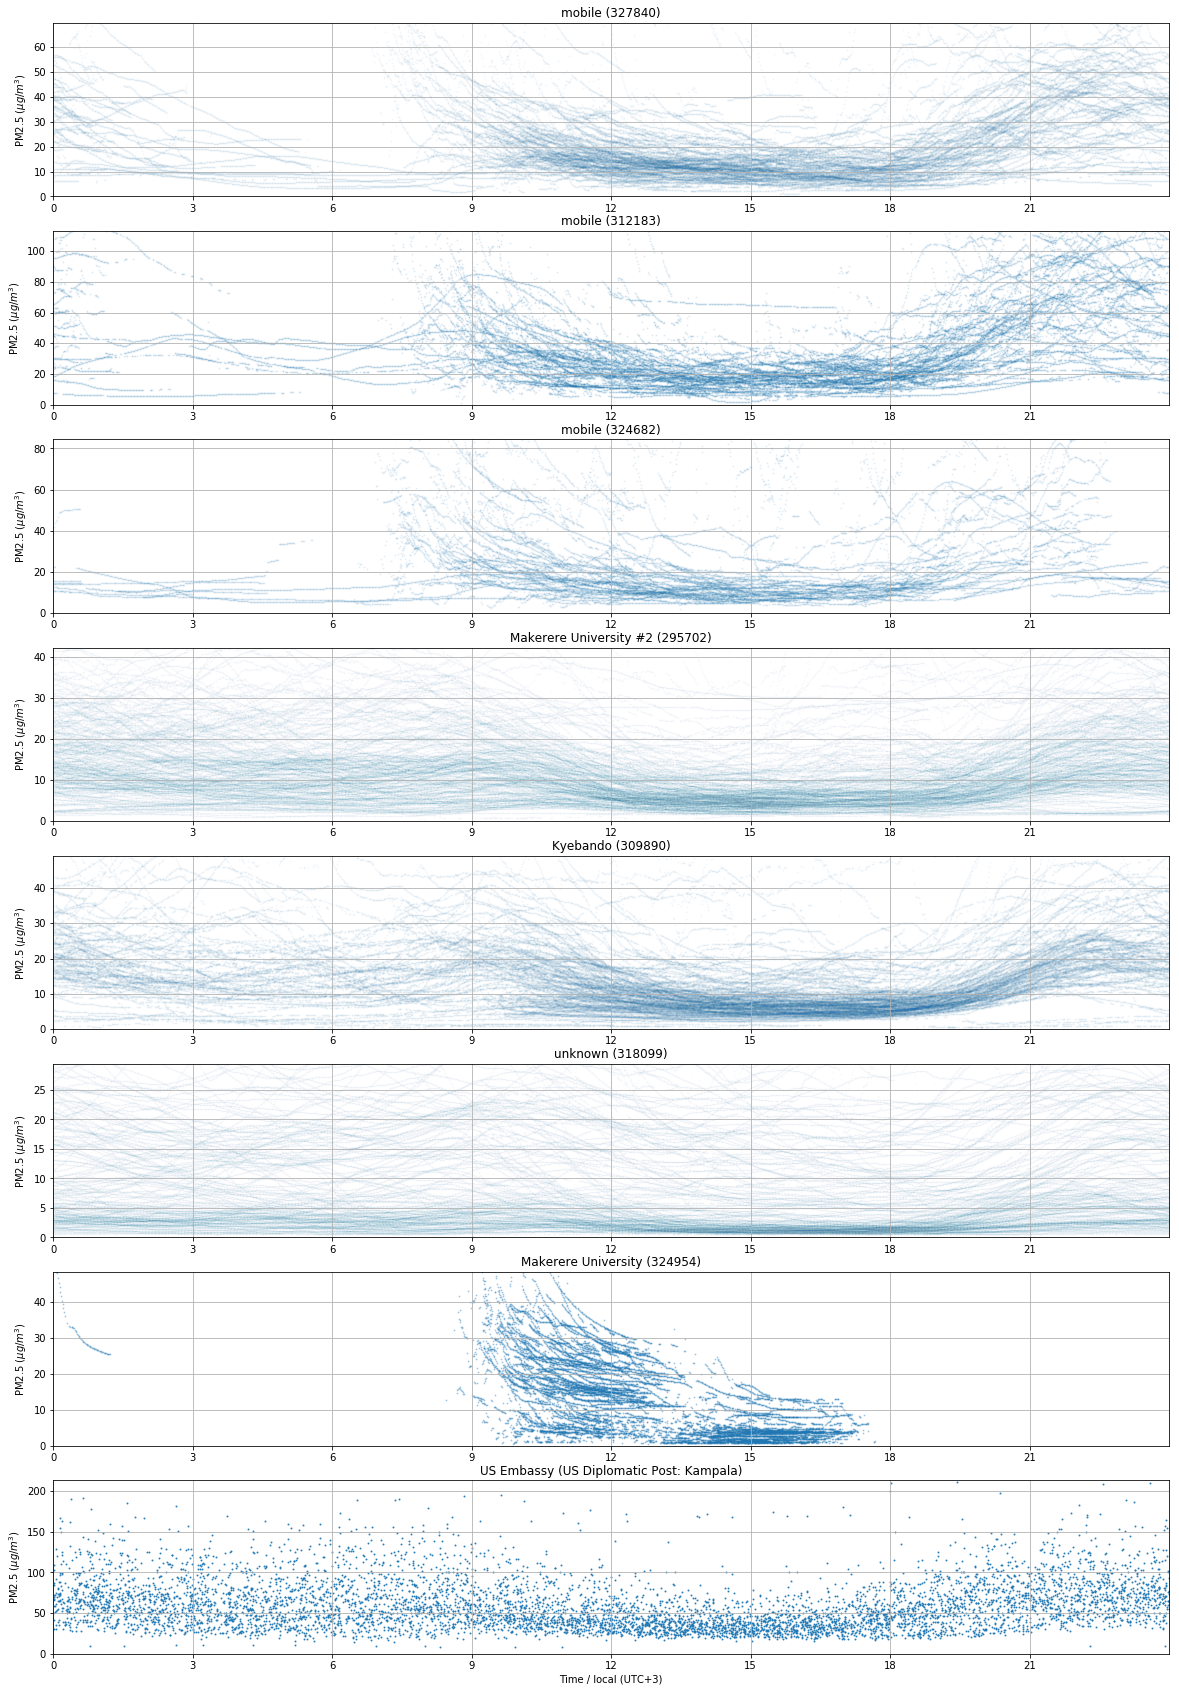 mobile (327840)
PM2.5 (μg/m³)
60
50
40
30
20
10
0
0 3 6 9 12 15 18 21
mobile (312183)
PM2.5 (μg/m³)
100
80
60
40
20
0
0 3 6 9 12 15 18 21
mobile (324682)
PM2.5 (μg/m³)
80
60
40
20
0
0 3 6 9 12 15 18 21
Makerere University #2 (295702)
PM2.5 (μg/m³)
40
30
20
10
0
0 3 6 9 12 15 18 21
Kyebando (309890)
PM2.5 (μg/m³)
40
30
20
10
0
0 3 6 9 12 15 18 21
unknown (318099)
PM2.5 (μg/m³)
25
20
15
10
5
0
0 3 6 9 12 15 18 21
Makerere University (324954)
PM2.5 (μg/m³)
40
30
20
10
0
0 3 6 9 12 15 18 21
US Embassy (US Diplomatic Post: Kampala)
PM2.5 (μg/m³)
200
150
100
50
0
0 3 6 9 12 15 18 21
Time / local (UTC+3)